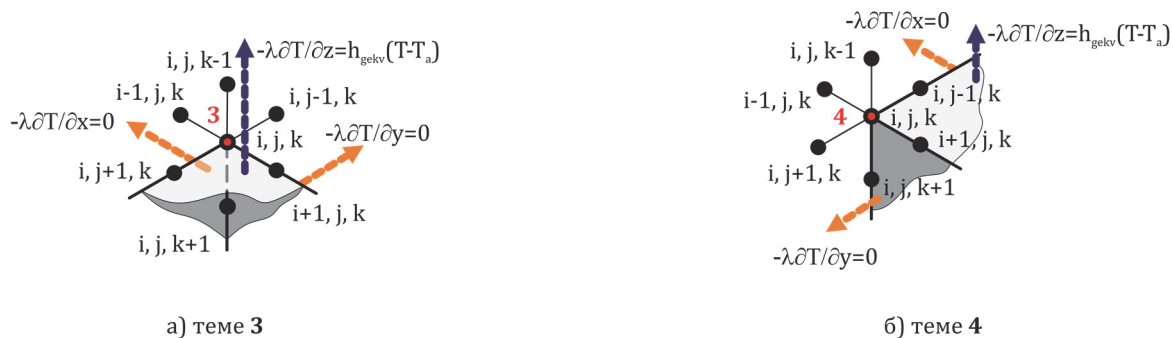 -λ∂T/∂z=h_gekv(T-T_a)
i, j, k-1
i-1, j, k
3
i, j-1, k
-λ∂T/∂x=0
i, j, k
-λ∂T/∂y=0
i, j+1, k
i+1, j, k
i, j, k+1
а) теме 3
-λ∂T/∂x=0
-λ∂T/∂z=h_gekv(T-T_a)
i, j, k-1
i-1, j, k
i, j-1, k
4
i, j, k
i+1, j, k
i, j+1, k
i, j, k+1
-λ∂T/∂y=0
б) теме 4